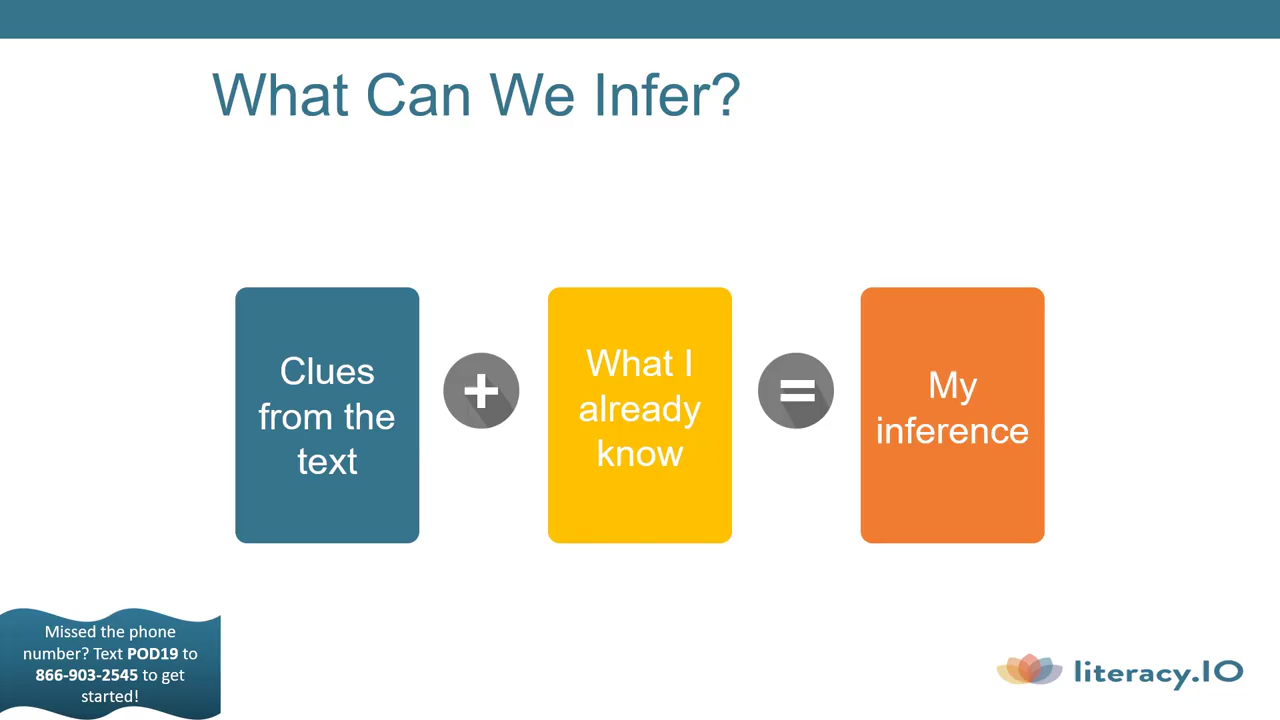 What Can We Infer?
Clues
from the
text
+
What I
already
know
=
My
inference
Missed the phone
number? Text POD19 to
866-903-2545 to get
started!
literacy.IO